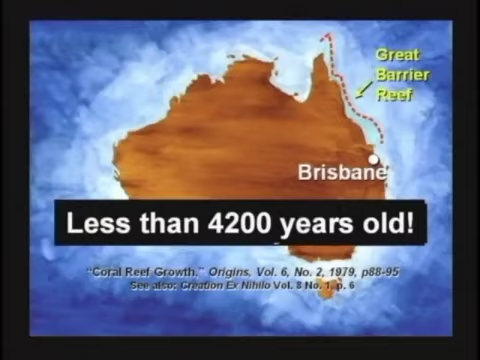 Great
Barrier
Reef
Brisbane
Less than 4200 years old!
"Coral Reef Growth," Origins, Vol. 6, No. 2, 1979, p88-95
See also: Creation Ex Nihilo Vol. 8 No. 1, p. 6